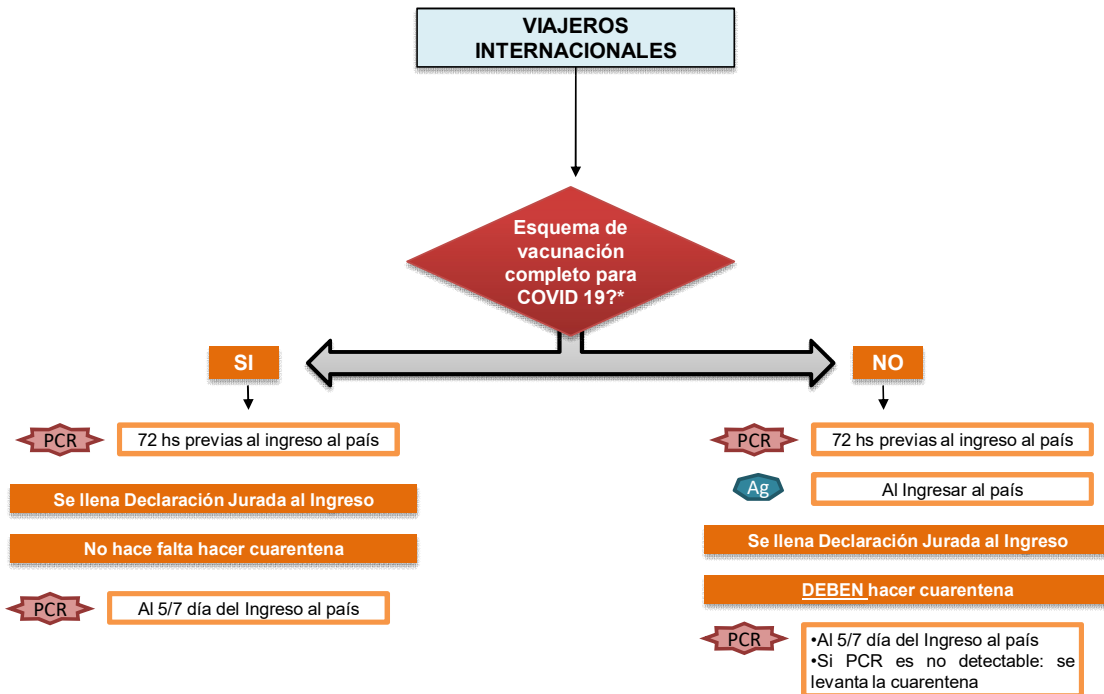 VIAJEROS
INTERNACIONALES
Esquema de
vacunación
completo para
COVID 19?*
SI
PCR
72 hs previas al ingreso al país
Se llena Declaración Jurada al Ingreso
No hace falta hacer cuarentena
PCR
Al 5/7 día del Ingreso al país
NO
PCR
72 hs previas al ingreso al país
Ag
Al Ingresar al país
Se llena Declaración Jurada al Ingreso
DEBEN hacer cuarentena
PCR
•Al 5/7 día del Ingreso al país
•Si PCR es no detectable: se
levanta la cuarentena